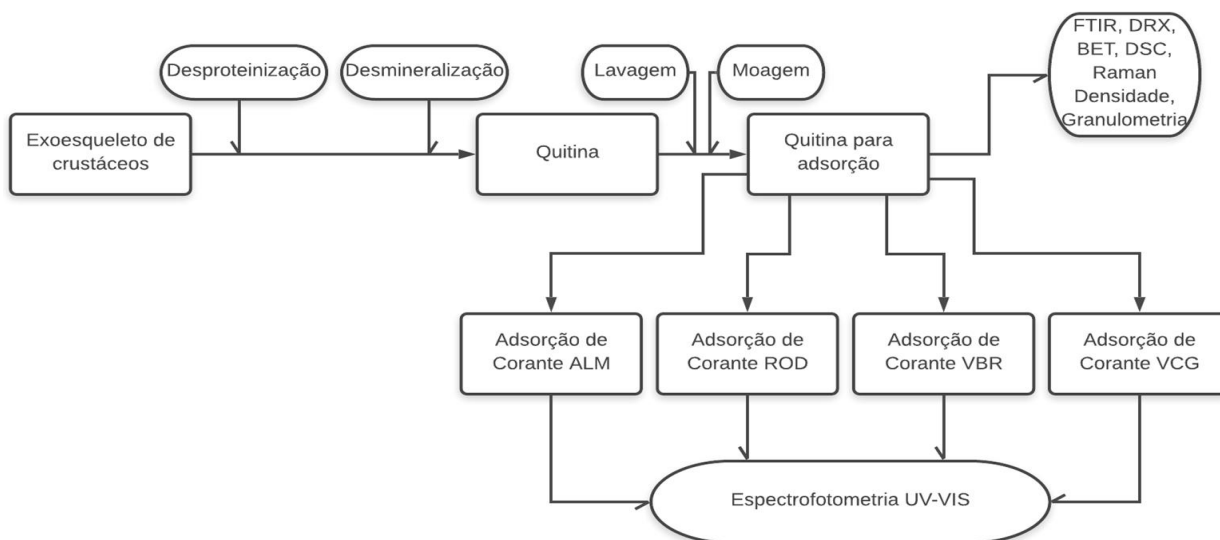 FTIR, DRX,
BET, DSC,
Raman
Densidade,
Granulometria
Desproteinização
Desmineralização
Lavagem
Moagem
Exoesqueleto de
crustáceos
Quitina
Quitina para
adsorção
Adsorção de
Corante ALM
Adsorção de
Corante ROD
Adsorção de
Corante VBR
Adsorção de
Corante VCG
Espectrofotometria UV-VIS